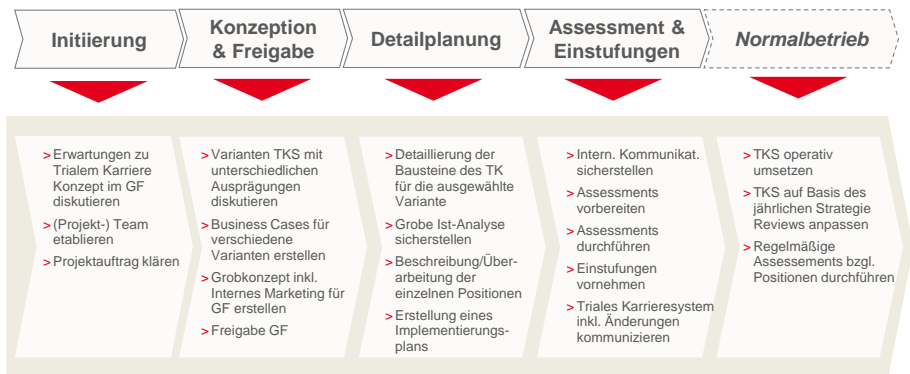 Initiierung
Konzeption
& Freigabe
Detailplanung
Assessment &
Einstufungen
Normalbetrieb
> Erwartungen zu
Trialem Karriere
Konzept im GF
diskutieren
> (Projekt-) Team
etablieren
> Projektauftrag klären
> Varianten TKS mit
unterschiedlichen
Ausprägungen
diskutieren
> Business Cases für
verschiedene
Varianten erstellen
> Grobkonzept inkl.
Internes Marketing für
GF erstellen
> Freigabe GF
> Detaillierung der
Bausteine des TK
für die ausgewählte
Variante
> Grobe Ist-Analyse
sicherstellen
> Beschreibung/Über-
arbeitung der
einzelnen Positionen
> Erstellung eines
Implementierungs-
plans
> Intern. Kommunikat.
sicherstellen
> Assessments
vorbereiten
> Assessments
durchführen
> Einstufungen
vornehmen
> Triales Karrieresystem
inkl. Änderungen
kommunizieren
> TKS operativ
umsetzen
> TKS auf Basis des
jährlichen Strategie
Reviews anpassen
> Regelmäßige
Assessements bzgl.
Positionen durchführen